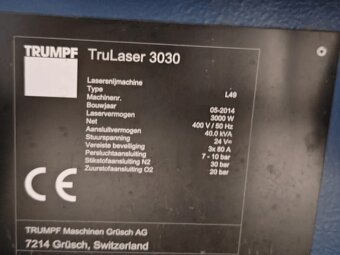 TRUMPF
TruLaser 3030
Lasersnijmachine
Type L49
Machinenr.
Bouwjaar 05-2014
Laservermogen 3000 W
Net 400 V / 50 Hz
Aansluitvermogen 40.0 kVA
Stuurspanning 24 V=
Vereiste beveiliging 3x 80 A
Persluchtaansluiting 7 - 10 bar
Stikstofaansluiting N2 30 bar
Zuurstofaansluiting O2 20 bar
CE
TRUMPF Maschinen Grüsch AG
7214 Grüsch, Switzerland